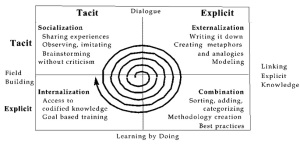 Tacit Dialogue Explicit
Socialization
Sharing experiences
Observing, imitating
Brainstorming
without criticism
Externalization
Writing it down
Creating metaphors
and analogies
Modeling
Tacit
Field
Building
Linking
Explicit
Knowledge
Explicit
Internalization
Access to
codified knowledge
Goal based training
Combination
Sorting, adding,
categorizing
Methodology creation
Best practices
Learning by Doing